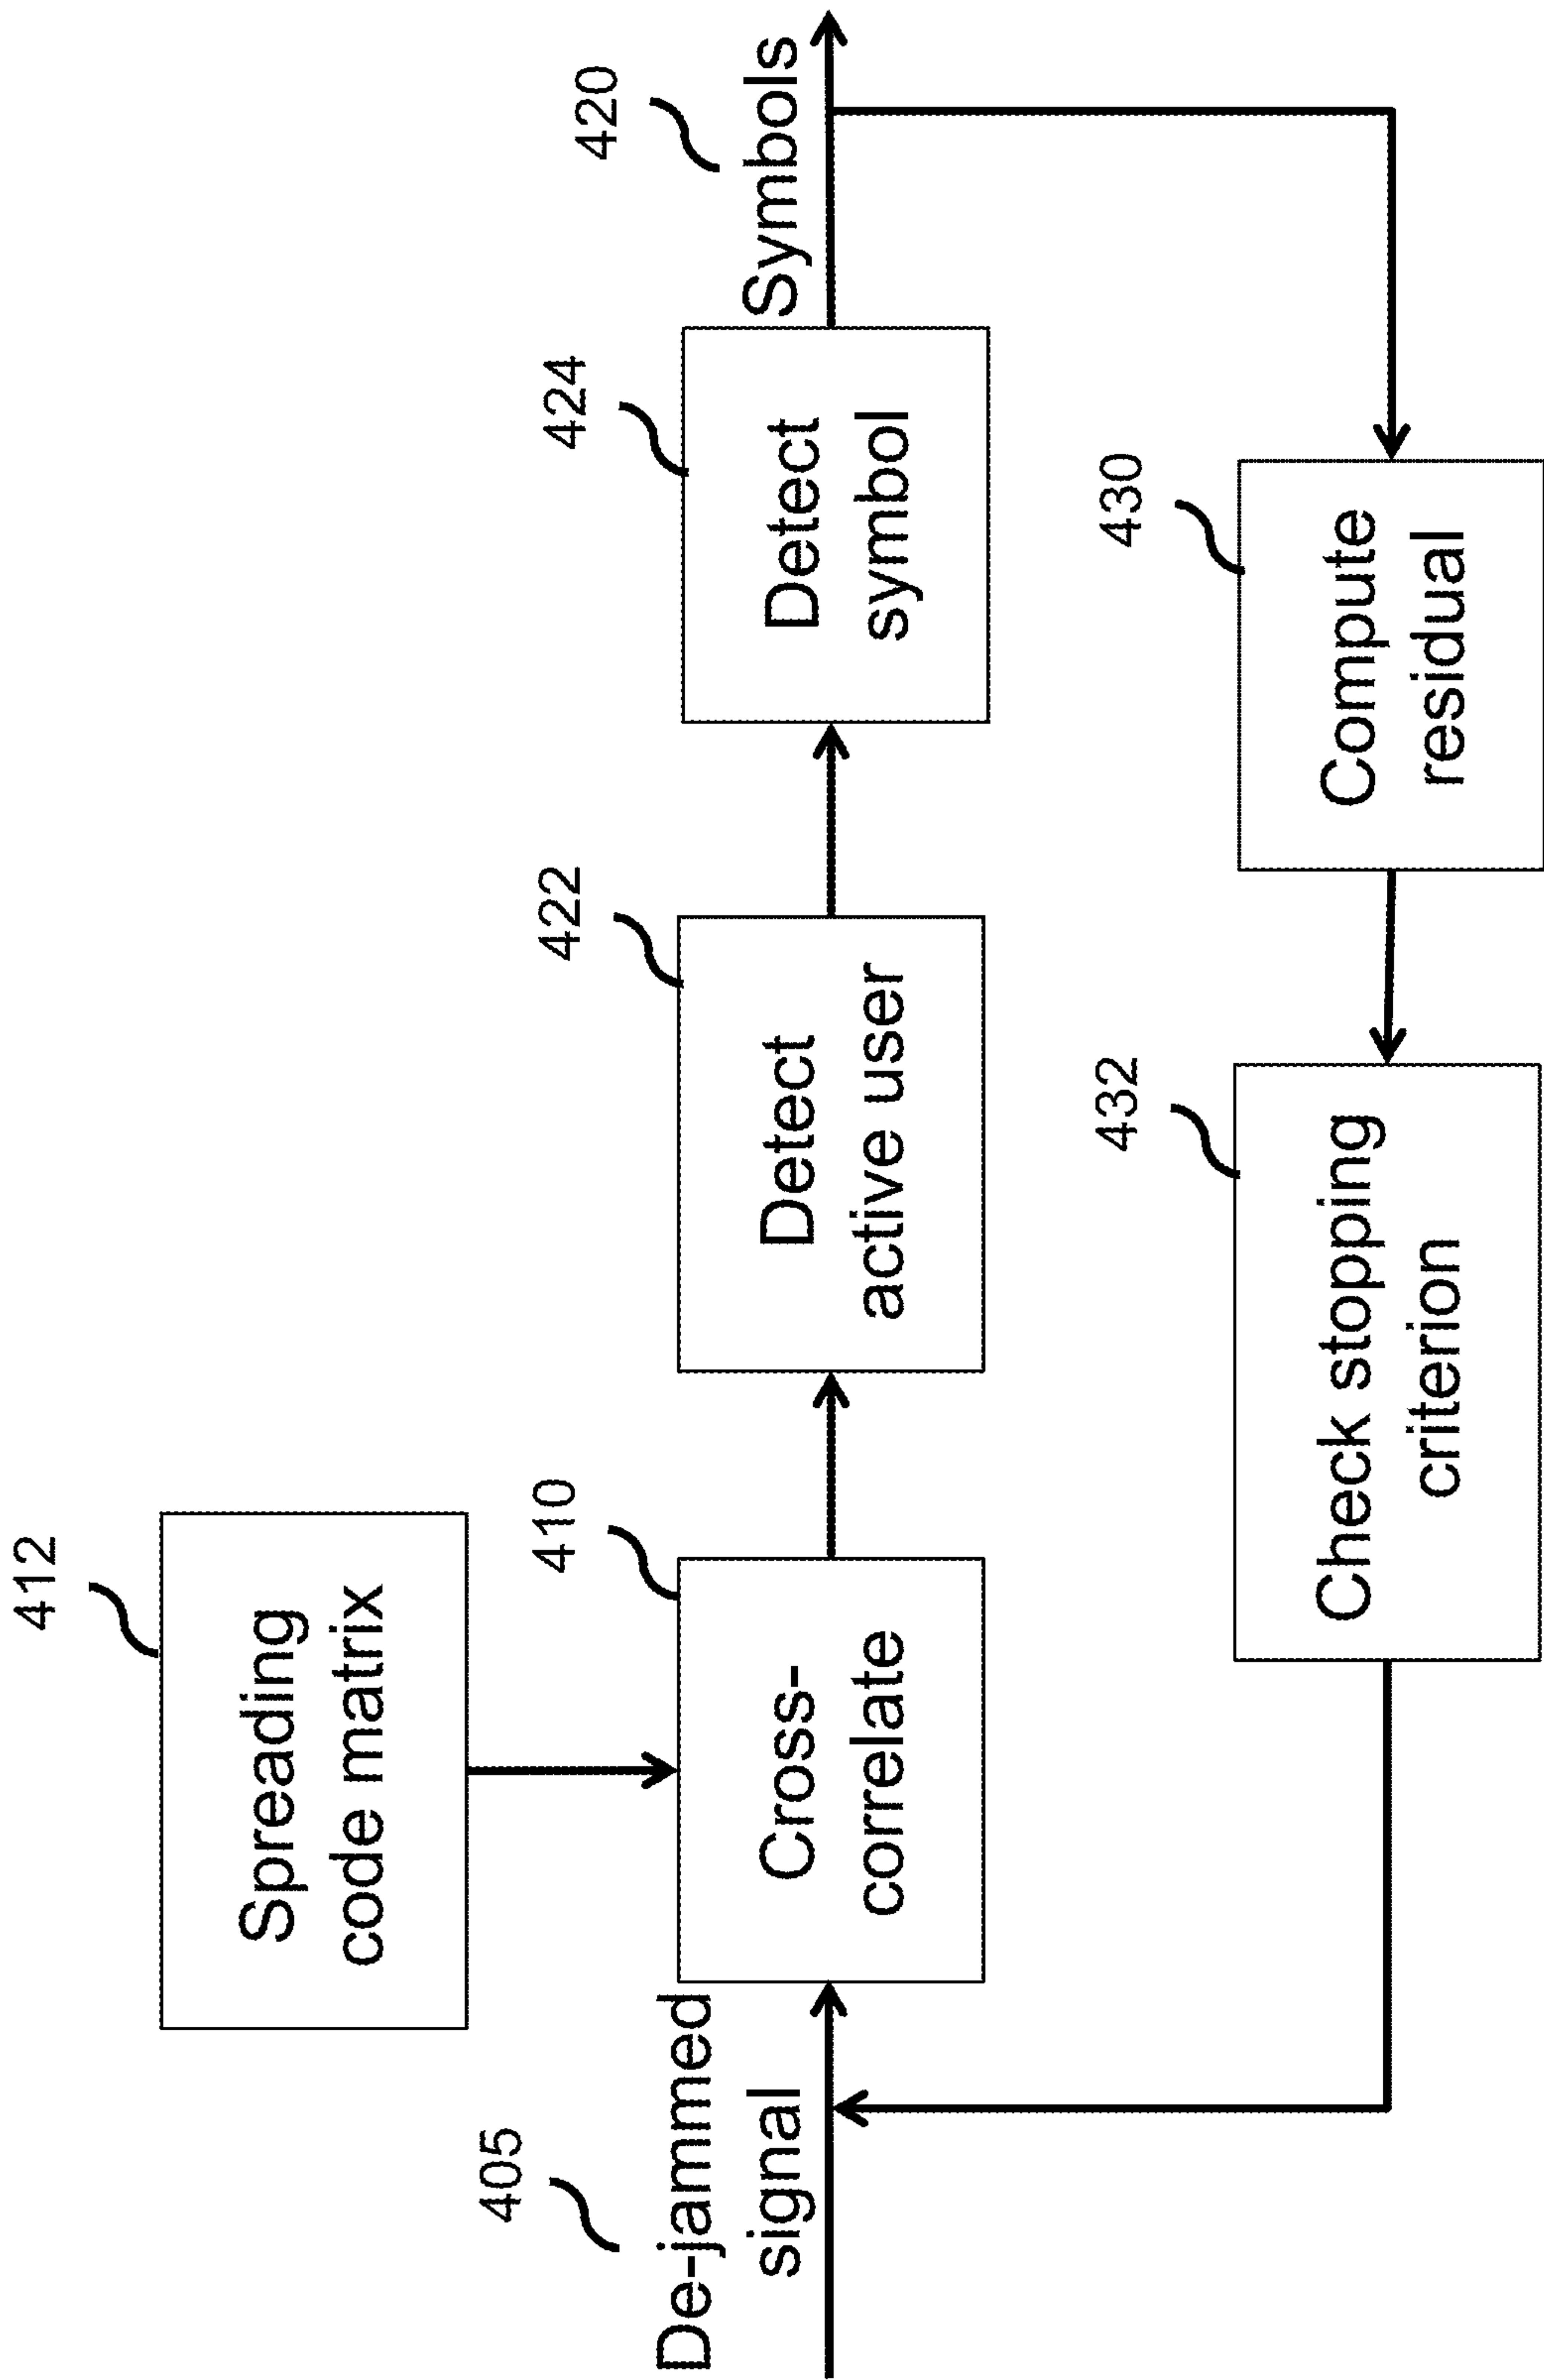 412
Spreading
code matrix
405
De-jammed
signal
410
Cross-
correlate
422
Detect
active user
424
Detect
symbol
420
Symbols
430
Compute
residual
432
Check stopping
criterion